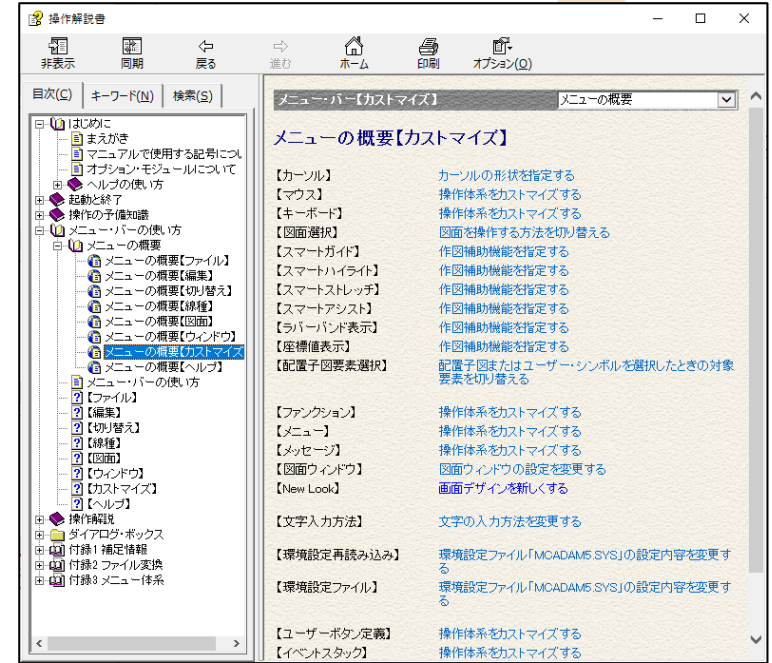 操作解説書
非表示 同期 戻る 進む ホーム 印刷 オプション(O)
目次(C) キーワード(N) 検索(S)
はじめに
まえがき
マニュアルで使用する記号につい
オプション・モジュールについて
ヘルプの使い方
起動と終了
操作の予備知識
メニュー・バーの使い方
メニューの概要
メニューの概要【ファイル】
メニューの概要【編集】
メニューの概要【切り替え】
メニューの概要【線種】
メニューの概要【図面】
メニューの概要【ウィンドウ】
メニューの概要【カストマイズ
メニューの概要【ヘルプ】
メニュー・バーの使い方
【ファイル】
【編集】
【切り替え】
【線種】
【図面】
【ウィンドウ】
【カストマイズ】
【ヘルプ】
操作解説
ダイアログ・ボックス
付録1 補足情報
付録2 ファイル変換
付録3 メニュー体系
メニュー・バー【カストマイズ】 メニューの概要
メニューの概要【カストマイズ】
【カーソル】 カーソルの形状を指定する
【マウス】 操作体系をカストマイズする
【キーボード】 操作体系をカストマイズする
【図面選択】 図面を操作する方法を切り替える
【スマートガイド】 作図補助機能を指定する
【スマートハイライト】 作図補助機能を指定する
【スマートストレッチ】 作図補助機能を指定する
【スマートアシスト】 作図補助機能を指定する
【ラバーバンド表示】 作図補助機能を指定する
【座標値表示】 作図補助機能を指定する
【配置子図要素選択】 配置子図またはユーザー・シンボルを選択したときの対象
要素を切り替える
【ファンクション】 操作体系をカストマイズする
【メニュー】 操作体系をカストマイズする
【メッセージ】 操作体系をカストマイズする
【図面ウィンドウ】 図面ウィンドウの設定を変更する
【New Look】 画面デザインを新しくする
【文字入力方法】 文字の入力方法を変更する
【環境設定再読み込み】 環境設定ファイル「MCADAM5.SYS」の設定内容を変更す
る
【環境設定ファイル】 環境設定ファイル「MCADAM5.SYS」の設定内容を変更す
る
【ユーザーボタン定義】 操作体系をカストマイズする
【イベントスタック】 操作体系をカストマイズする